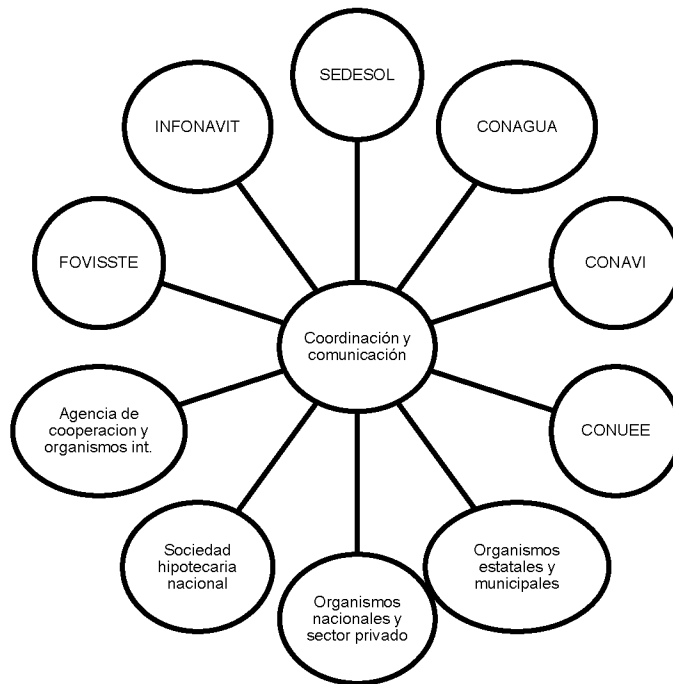 SEDESOL
INFONAVIT
CONAGUA
FOVISSTE
CONAVI
Coordinación y
comunicación
Agencia de
cooperacion y
organismos int.
CONUEE
Sociedad
hipotecaria
nacional
Organismos
estatales y
municipales
Organismos
nacionales y
sector privado